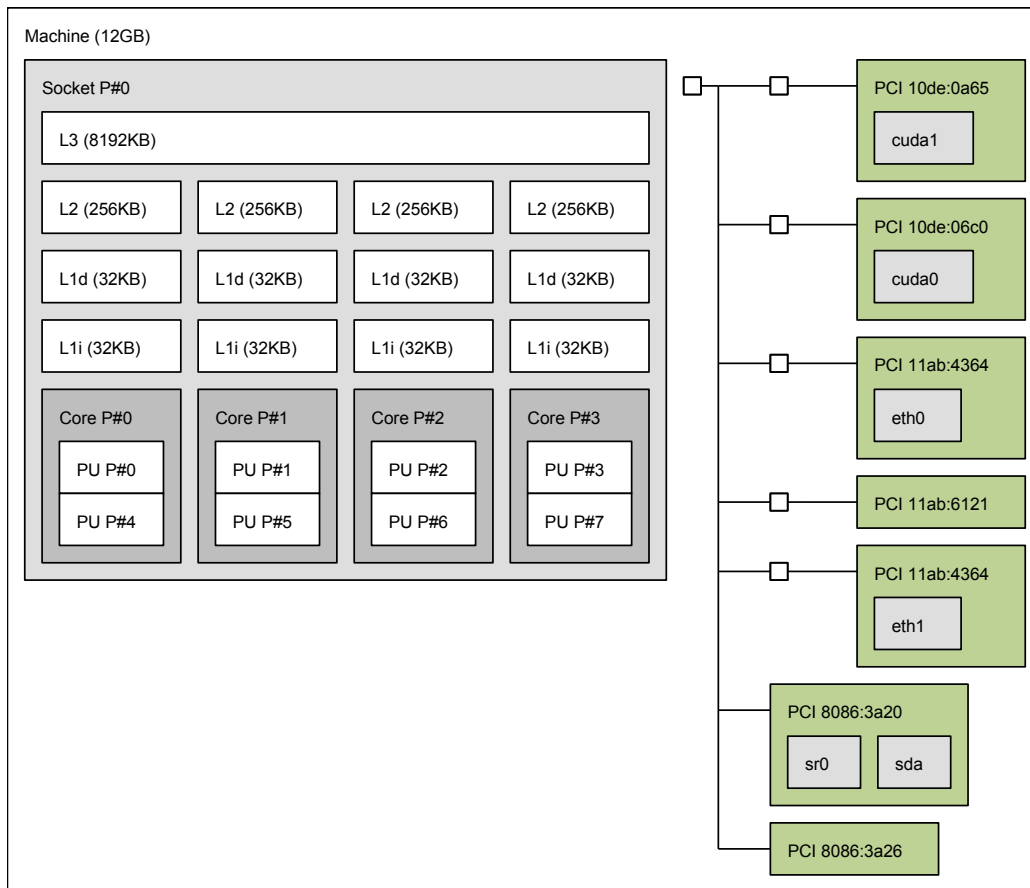 Machine (12GB)
Socket P#0
L3 (8192KB)
L2 (256KB) L2 (256KB) L2 (256KB) L2 (256KB)
L1d (32KB) L1d (32KB) L1d (32KB) L1d (32KB)
L1i (32KB) L1i (32KB) L1i (32KB) L1i (32KB)
Core P#0 Core P#1 Core P#2 Core P#3
PU P#0 PU P#1 PU P#2 PU P#3
PU P#4 PU P#5 PU P#6 PU P#7
PCI 10de:0a65
cuda1
PCI 10de:06c0
cuda0
PCI 11ab:4364
eth0
PCI 11ab:6121
PCI 11ab:4364
eth1
PCI 8086:3a20
sr0 sda
PCI 8086:3a26